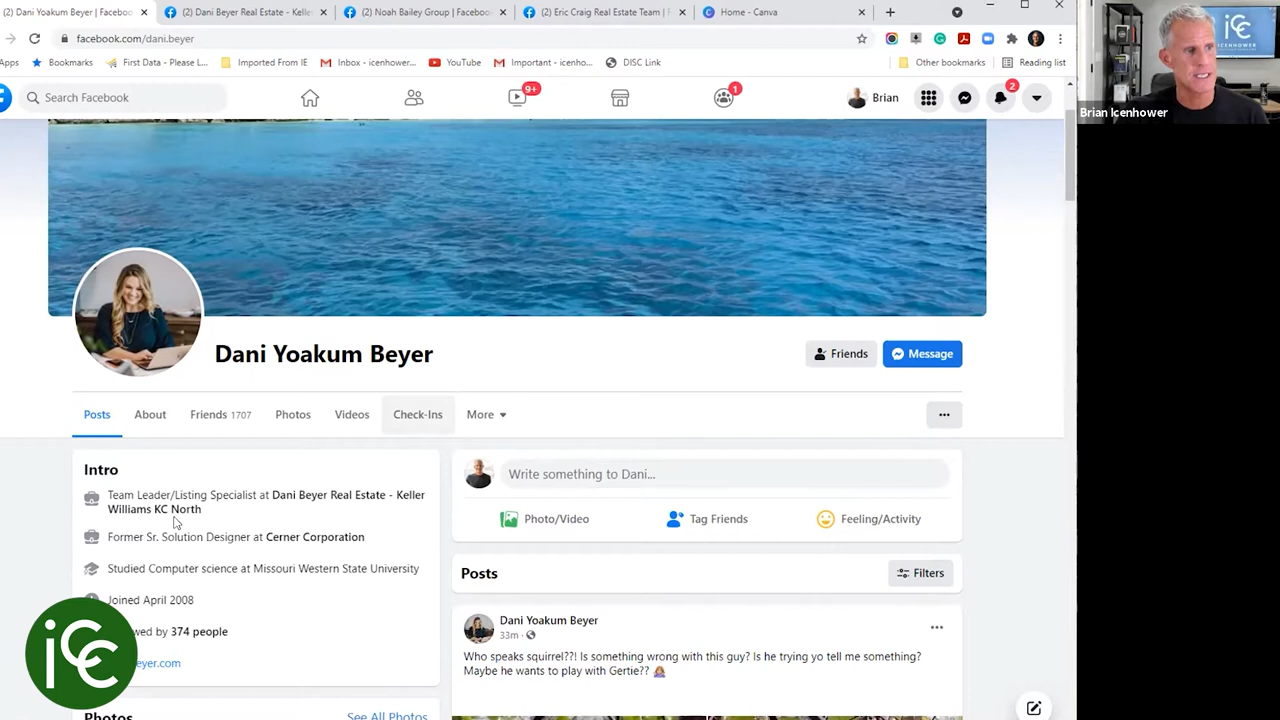 (2) Dani Yoakum Beyer | Faceboo
(2) Dani Beyer Real Estate - Kelle
(2) Noah Bailey Group | Faceboo
(2) Eric Craig Real Estate Team | F
Home - Canva
facebook.com/dani.beyer
Apps
Bookmarks
First Data - Please L...
Imported From IE
Inbox - icenhower...
YouTube
Important - icenho...
DISC Link
Other bookmarks
Reading list
Search Facebook
9+
1
Brian
2
ICENHOWER
Brian Icenhower
Dani Yoakum Beyer
Friends
Message
Posts
About
Friends 1707
Photos
Videos
Check-Ins
More
Intro
Team Leader/Listing Specialist at Dani Beyer Real Estate - Keller
Williams KC North
Former Sr. Solution Designer at Cerner Corporation
Studied Computer science at Missouri Western State University
Joined April 2008
wed by 374 people
eyer.com
Photos
See All Photos
Write something to Dani...
Photo/Video
Tag Friends
Feeling/Activity
Posts
Filters
Dani Yoakum Beyer
33m
Who speaks squirrel??! Is something wrong with this guy? Is he trying yo tell me something?
Maybe he wants to play with Gertie??
iCC